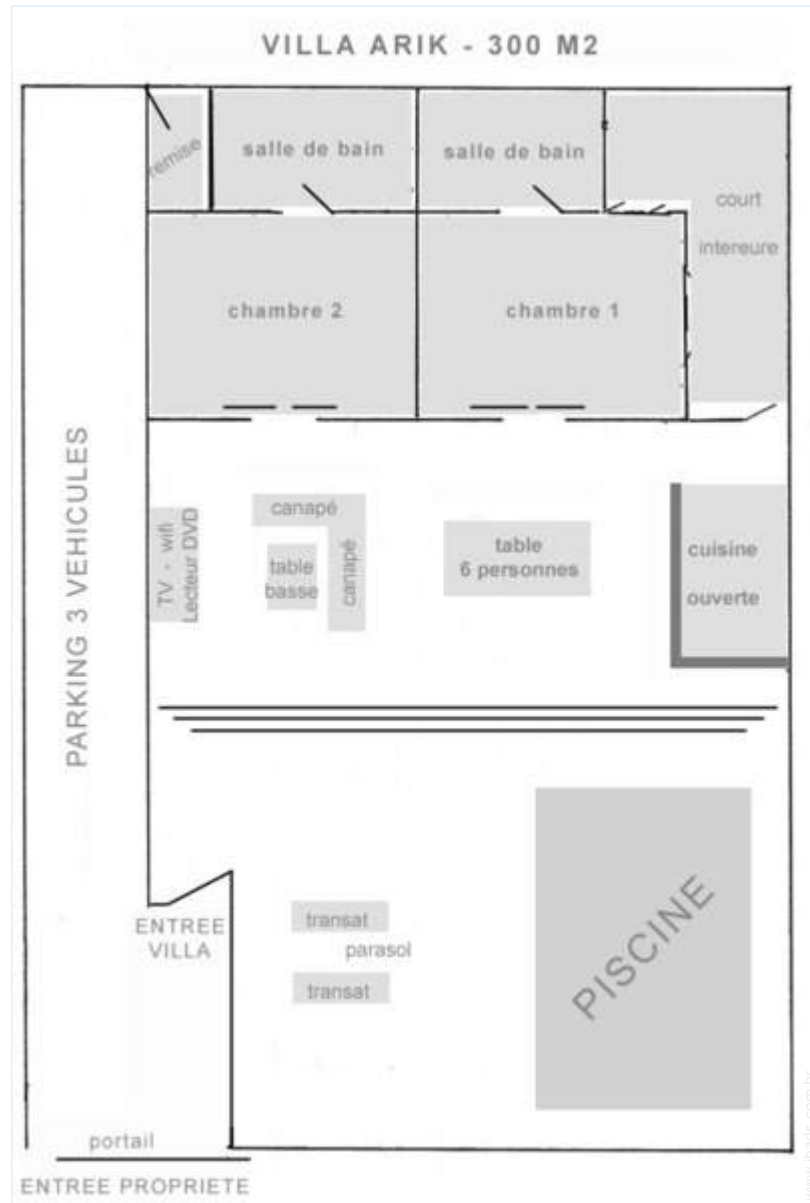 VILLA ARIK - 300 M2
remise
salle de bain
salle de bain
court
intereure
chambre 2
chambre 1
PARKING 3 VEHICULES
TV - wifi
Lecteur DVD
canapé
canapé
table
basse
table
6 personnes
cuisine
ouverte
ENTREE
VILLA
transat
parasol
transat
PISCINE
portail
ENTREE PROPRIETE